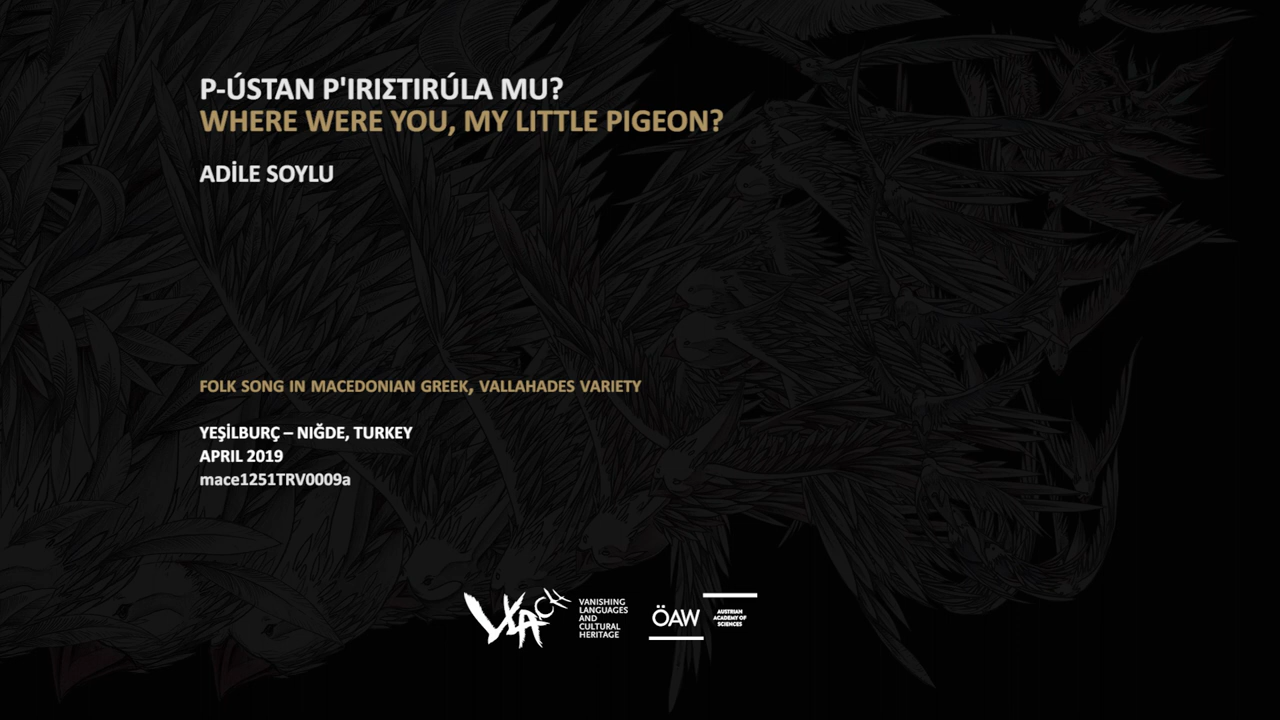 P-ÚSTAN P'IRIΣTIRÚLA MU?
WHERE WERE YOU, MY LITTLE PIGEON?
ADİLE SOYLU
FOLK SONG IN MACEDONIAN GREEK, VALLAHADES VARIETY
YEŞİLBURÇ – NIĞDE, TURKEY
APRIL 2019
mace1251TRV0009a
VLACH
VANISHING
LANGUAGES
AND
CULTURAL
HERITAGE
ÖAW
AUSTRIAN
ACADEMY OF
SCIENCES